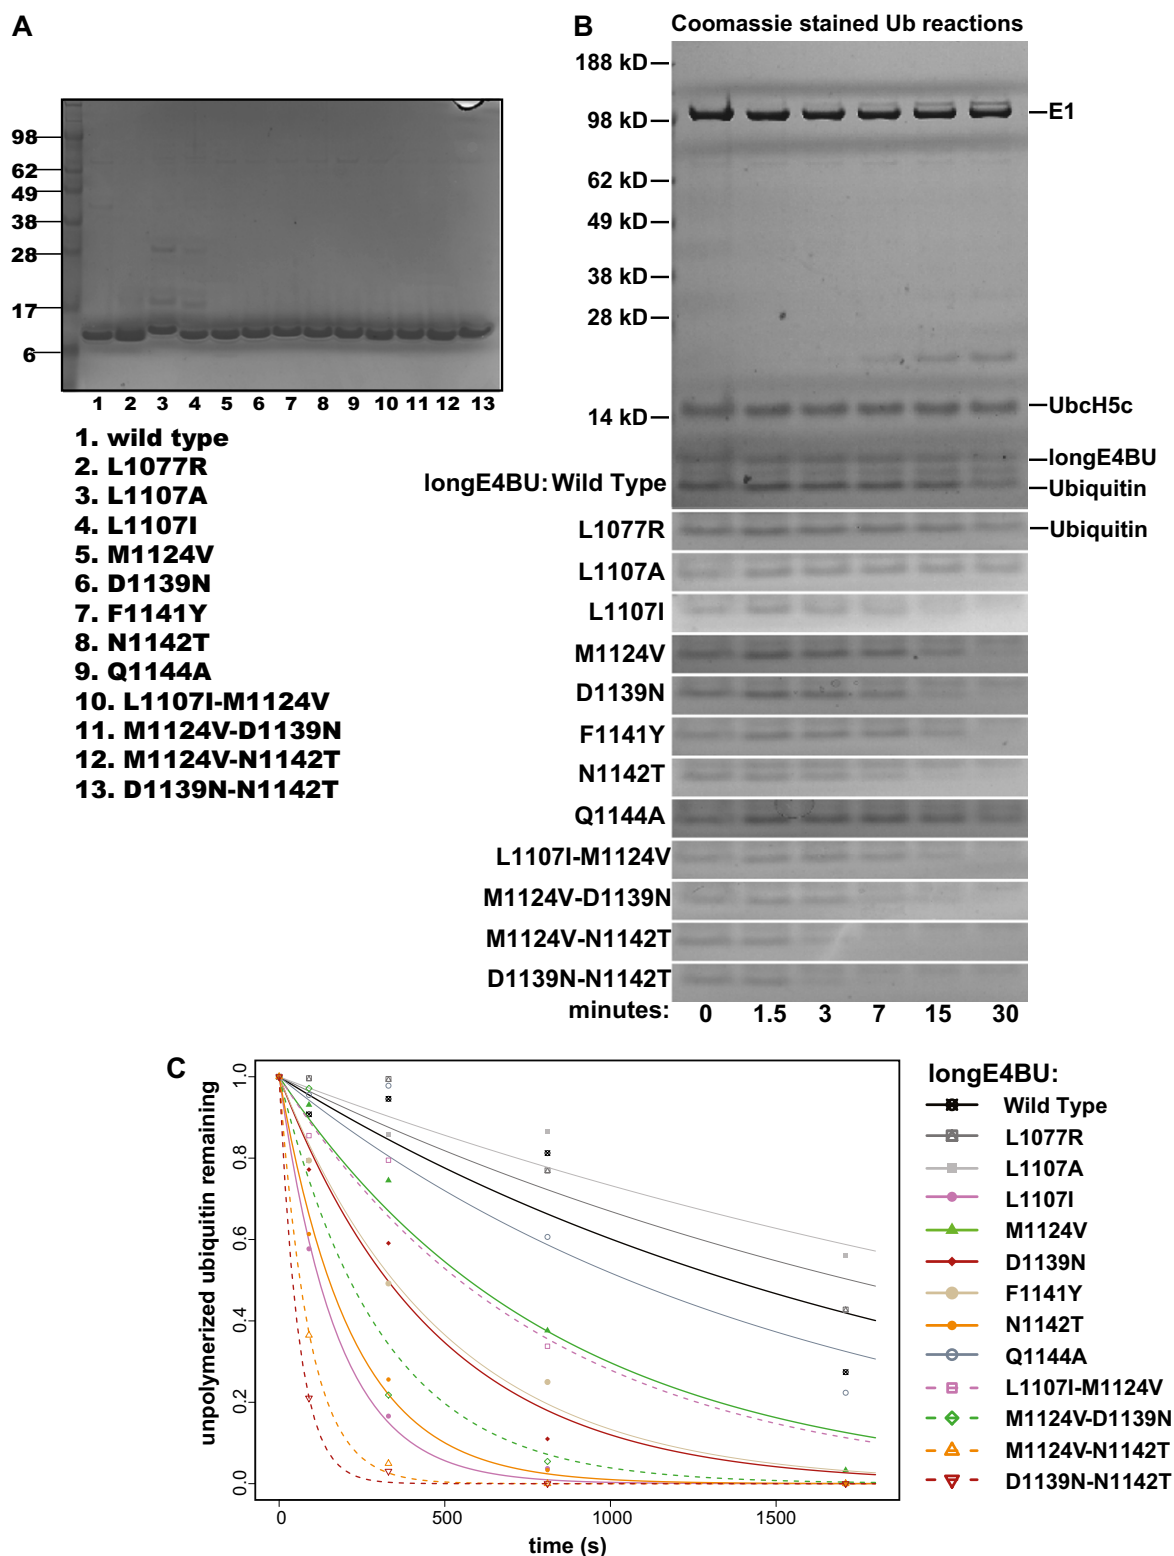 A
98
62
49
38
28
17
6
1 2 3 4 5 6 7 8 9 10 11 12 13
1. wild type
2. L1077R
3. L1107A
4. L1107I
5. M1124V
6. D1139N
7. F1141Y
8. N1142T
9. Q1144A
10. L1107I-M1124V
11. M1124V-D1139N
12. M1124V-N1142T
13. D1139N-N1142T
B
Coomassie stained Ub reactions
188 kD
98 kD
62 kD
49 kD
38 kD
28 kD
14 kD
E1
UbcH5c
longE4BU
Ubiquitin
longE4BU: Wild Type
L1077R
Ubiquitin
L1107A
L1107I
M1124V
D1139N
F1141Y
N1142T
Q1144A
L1107I-M1124V
M1124V-D1139N
M1124V-N1142T
D1139N-N1142T
minutes: 0 1.5 3 7 15 30
C
unpolymerized ubiquitin remaining
1.0
0.8
0.6
0.4
0.2
0.0
0 500 1000 1500
time (s)
longE4BU:
Wild Type
L1077R
L1107A
L1107I
M1124V
D1139N
F1141Y
N1142T
Q1144A
L1107I-M1124V
M1124V-D1139N
M1124V-N1142T
D1139N-N1142T